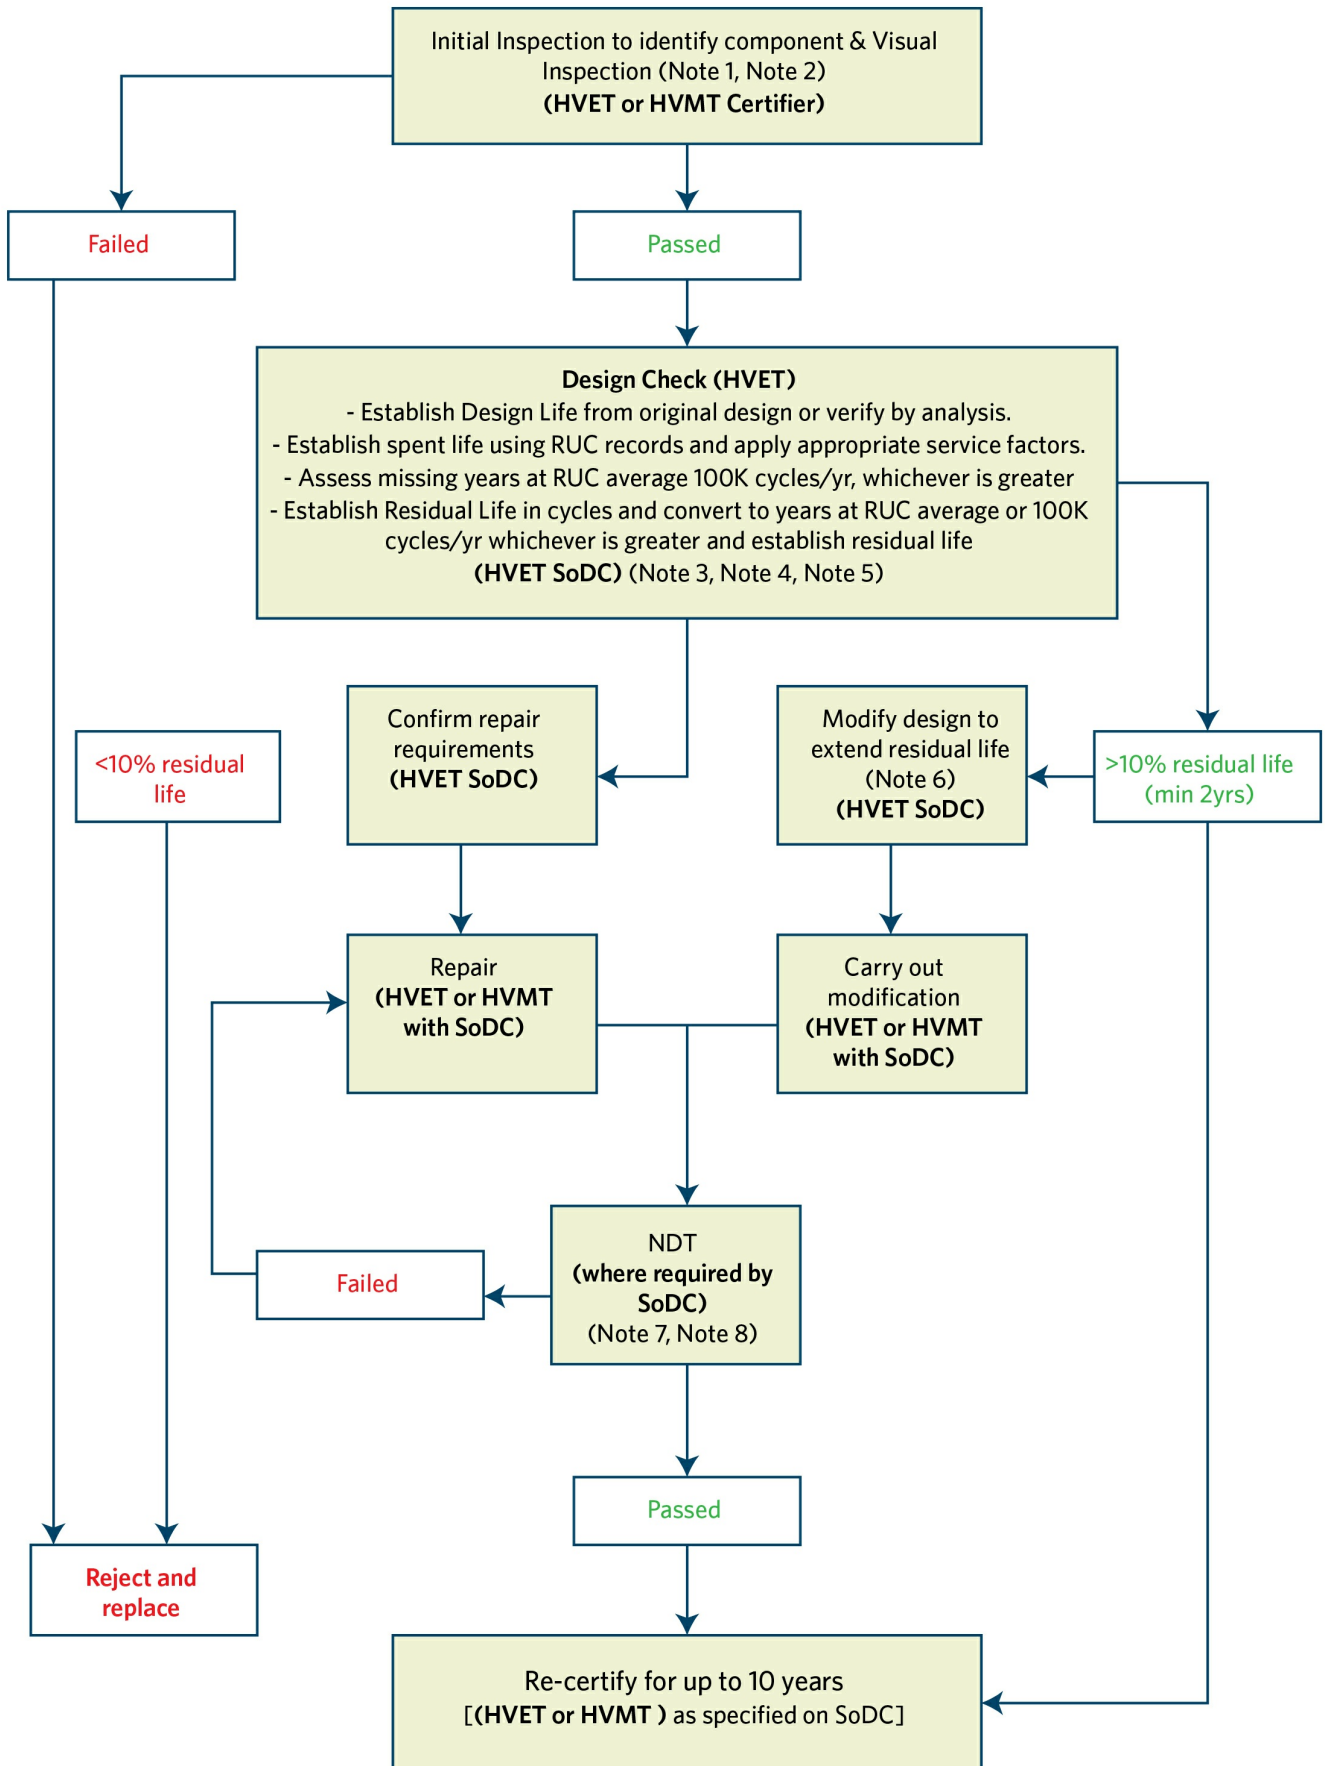 Initial Inspection to identify component & Visual
Inspection (Note 1, Note 2)
(HVET or HVMT Certifier)
Failed
Passed
Design Check (HVET)
- Establish Design Life from original design or verify by analysis.
- Establish spent life using RUC records and apply appropriate service factors.
- Assess missing years at RUC average 100K cycles/yr, whichever is greater
- Establish Residual Life in cycles and convert to years at RUC average or 100K
cycles/yr whichever is greater and establish residual life
(HVET SoDC) (Note 3, Note 4, Note 5)
<10% residual
life
Confirm repair
requirements
(HVET SoDC)
Modify design to
extend residual life
(Note 6)
(HVET SoDC)
>10% residual life
(min 2yrs)
Repair
(HVET or HVMT
with SoDC)
Carry out
modification
(HVET or HVMT
with SoDC)
Failed
NDT
(where required by
SoDC)
(Note 7, Note 8)
Passed
Reject and
replace
Re-certify for up to 10 years
[(HVET or HVMT ) as specified on SoDC]